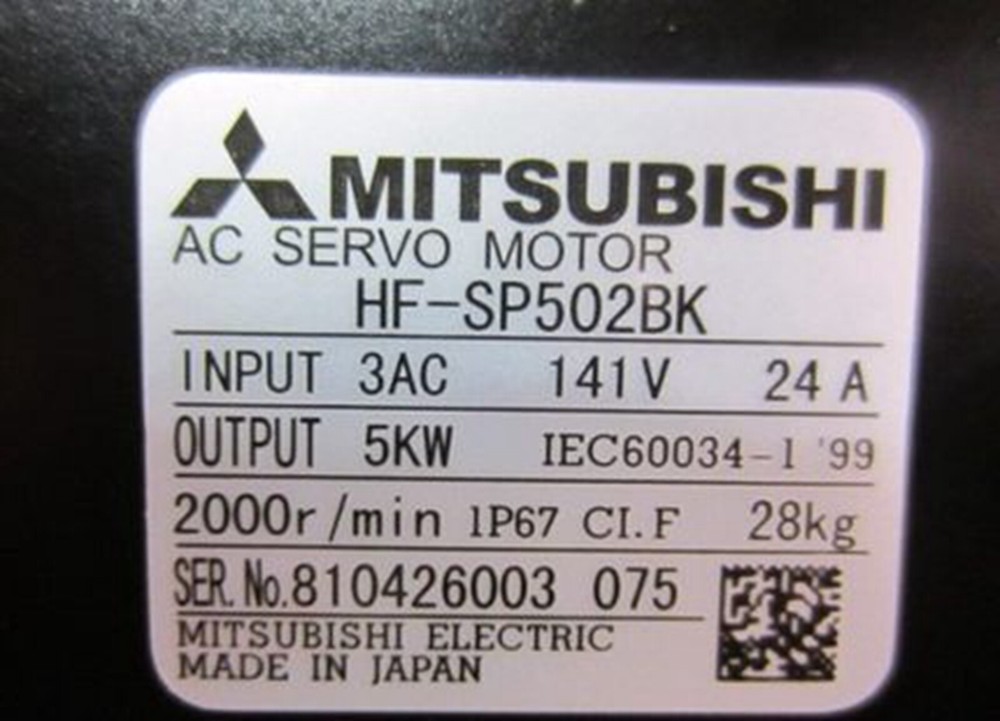 MITSUBISHI
AC SERVO MOTOR
HF-SP502BK
INPUT 3AC 141V 24 A
OUTPUT 5KW IEC60034-1 '99
2000r/min IP67 CI.F 28kg
SER.No.810426003 075
MITSUBISHI ELECTRIC
MADE IN JAPAN